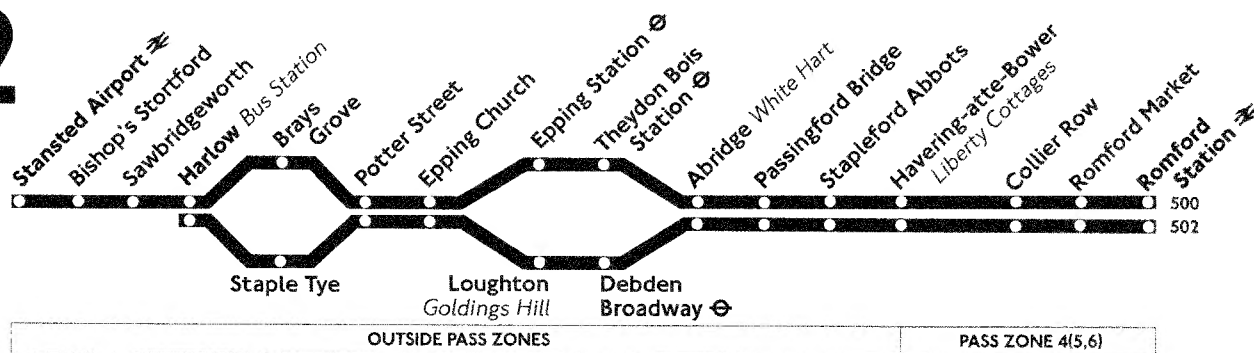 2
Stansted Airport
Bishop's Stortford
Sawbridgeworth
Harlow Bus Station
Brays
Grove
Potter Street
Epping Church
Epping Station
Theydon Bois
Station
Abridge White Hart
Passingford Bridge
Stapleford Abbots
Havering-atte-Bower
Liberty Cottages
Collier Row
Romford Market
Romford
Station
500
502
Staple Tye
Loughton
Goldings Hill
Debden
Broadway
OUTSIDE PASS ZONES
PASS ZONE 4(5,6)